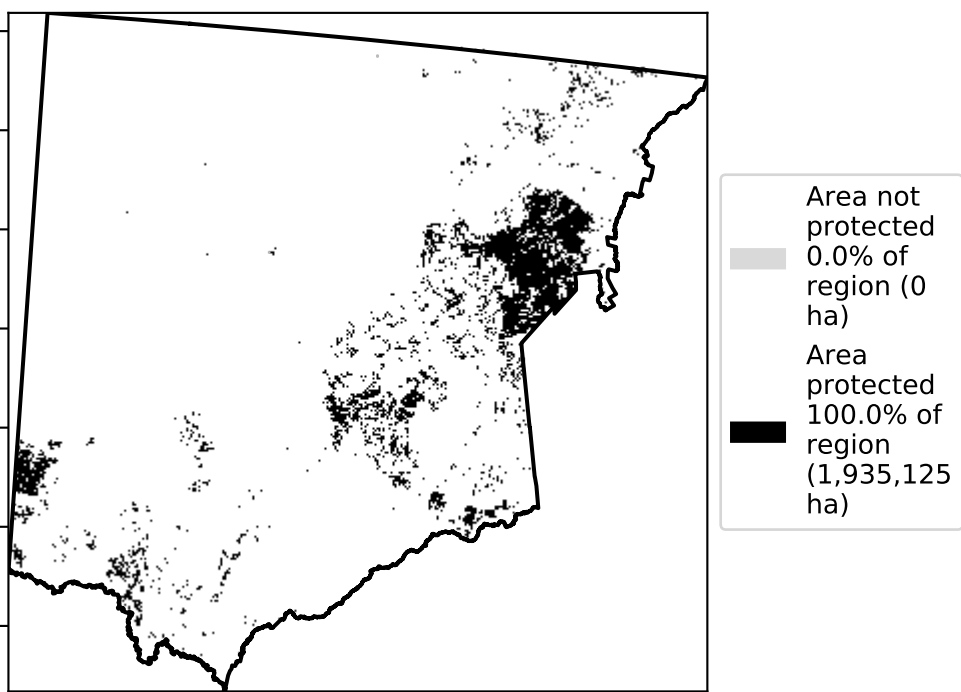 Area not
protected
0.0% of
region (0
ha)
Area
protected
100.0% of
region
(1,935,125
ha)